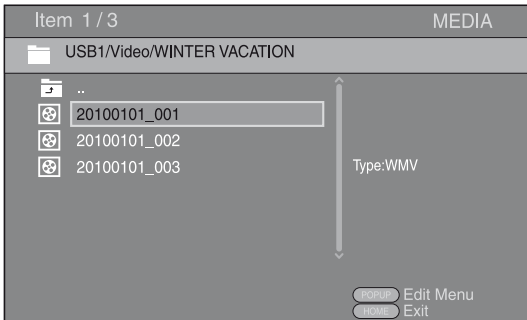 Item 1/3 MEDIA
USB1/Video/WINTER VACATION
..
20100101_001
20100101_002
20100101_003
Type:WMV
POPUP Edit Menu
HOME Exit